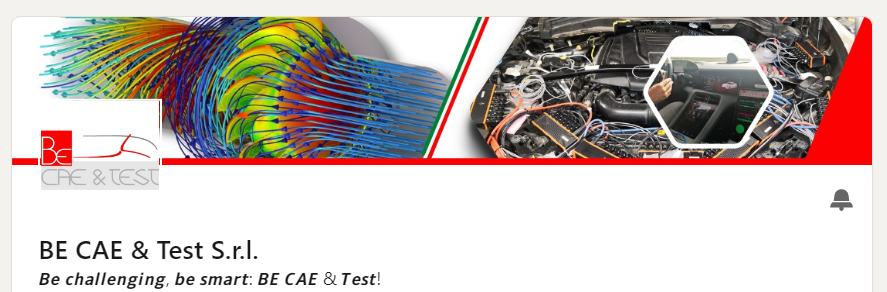 BE
CAE & TEST
BE CAE & Test S.r.l.
Be challenging, be smart: BE CAE & Test!